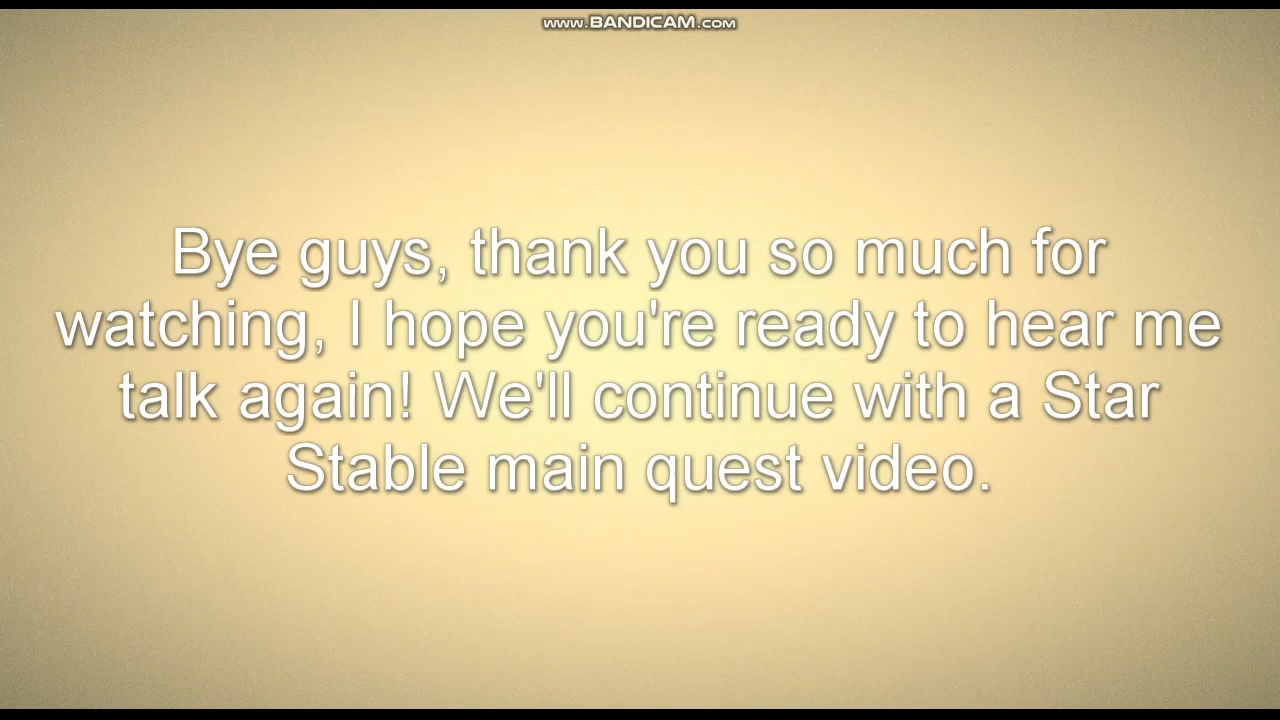 www.BANDICAM.com
Bye guys, thank you so much for
watching, I hope you're ready to hear me
talk again! We'll continue with a Star
Stable main quest video.